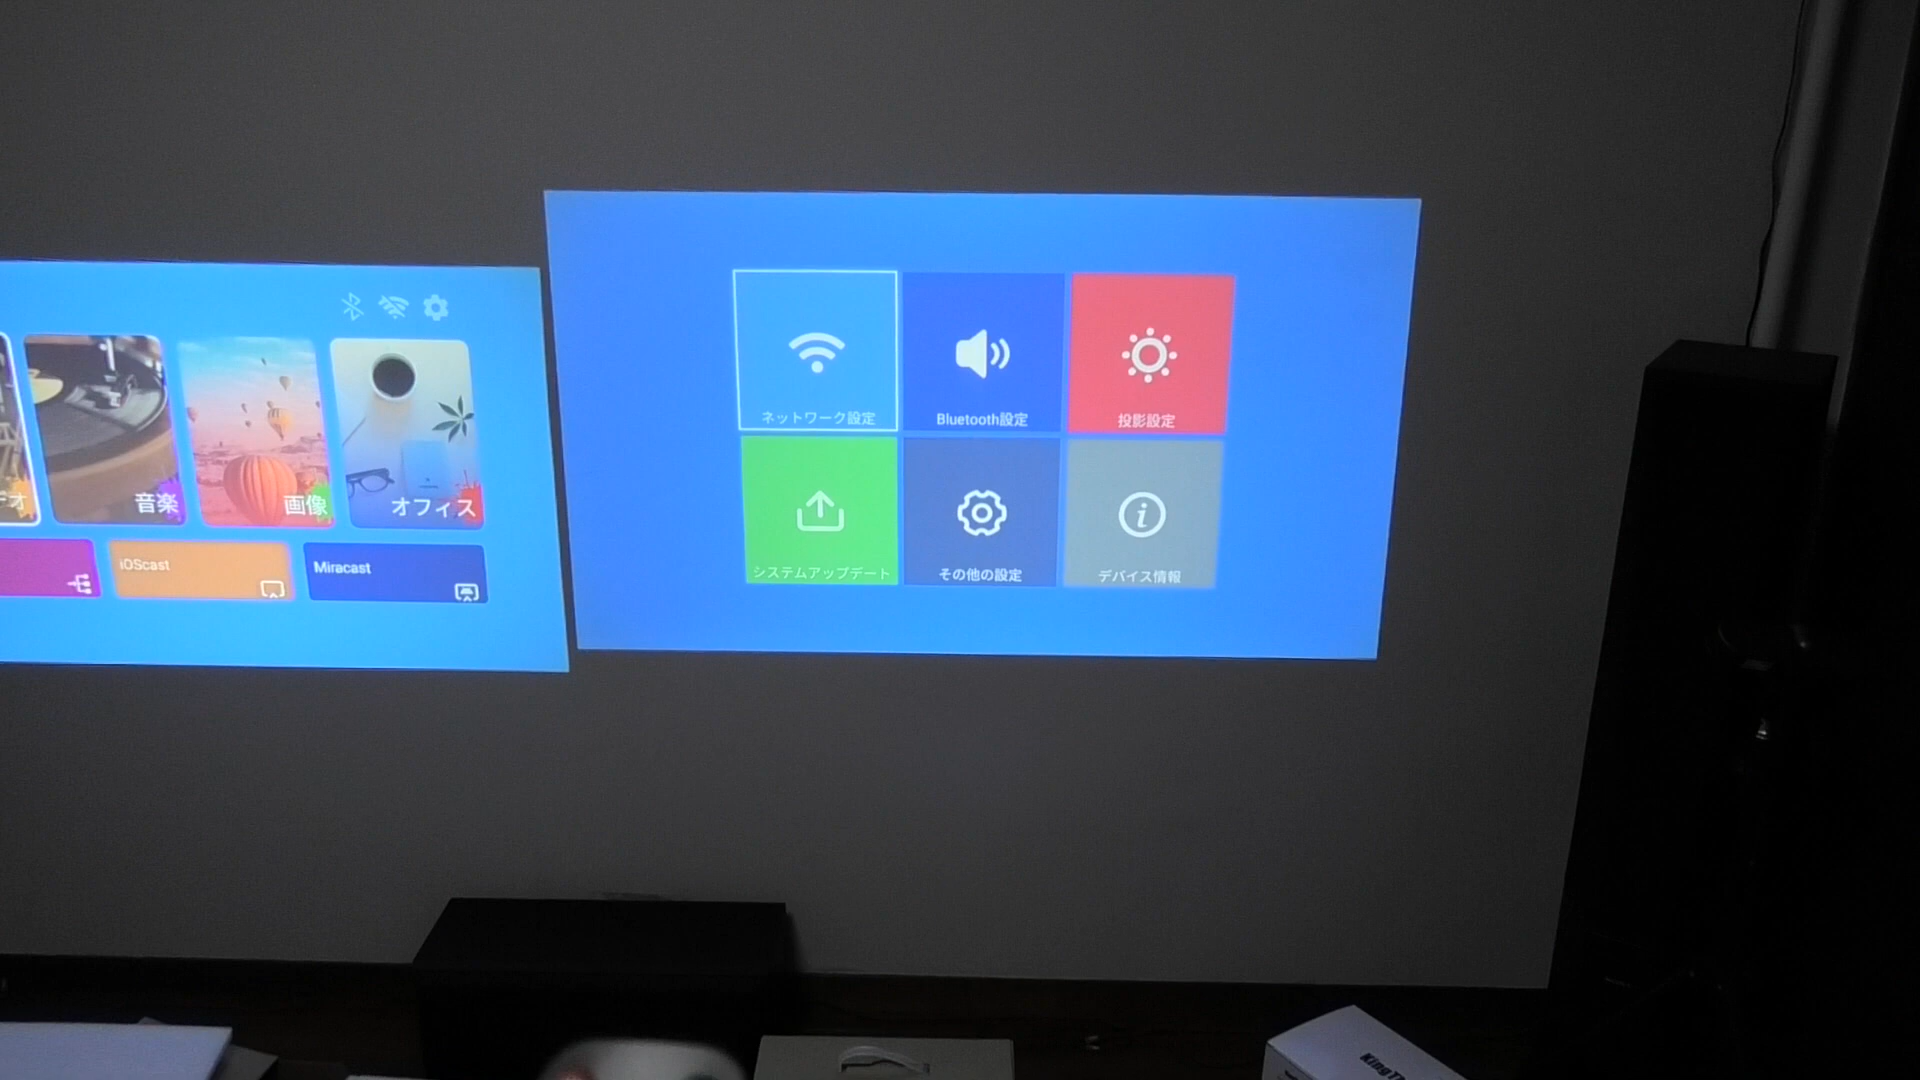 音楽
画像
オフィス
iOScast
Miracast
ネットワーク設定
Bluetooth設定
投影設定
システムアップデート
その他の設定
デバイス情報